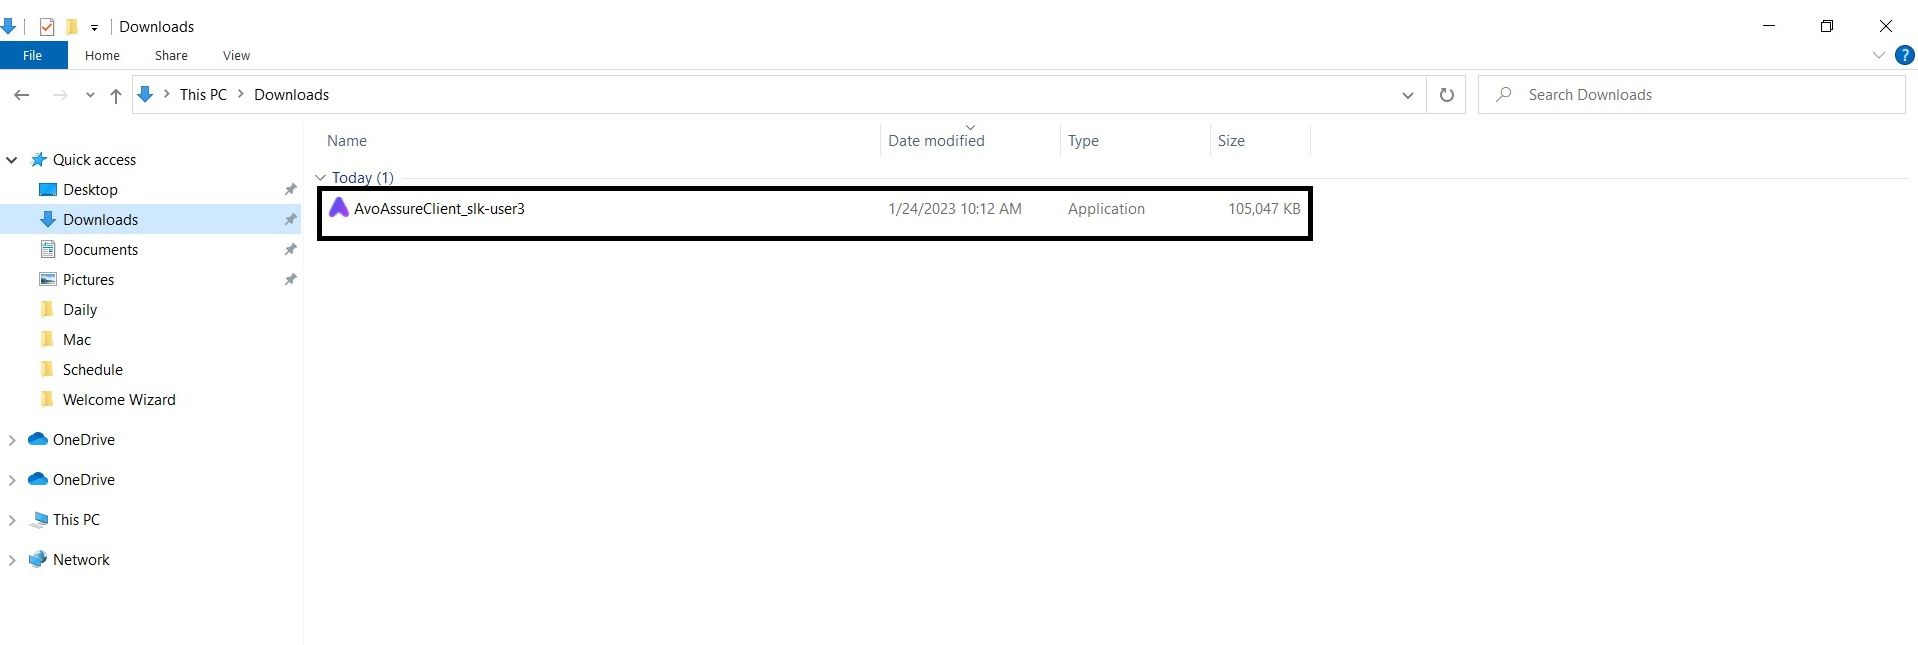 Downloads
File Home Share View ?
This PC Downloads Search Downloads
Name Date modified Type Size
Quick access
Today (1)
Desktop
AvoAssureClient_slk-user3 1/24/2023 10:12 AM Application 105,047 KB
Downloads
Documents
Pictures
Daily
Mac
Schedule
Welcome Wizard
OneDrive
OneDrive
This PC
Network